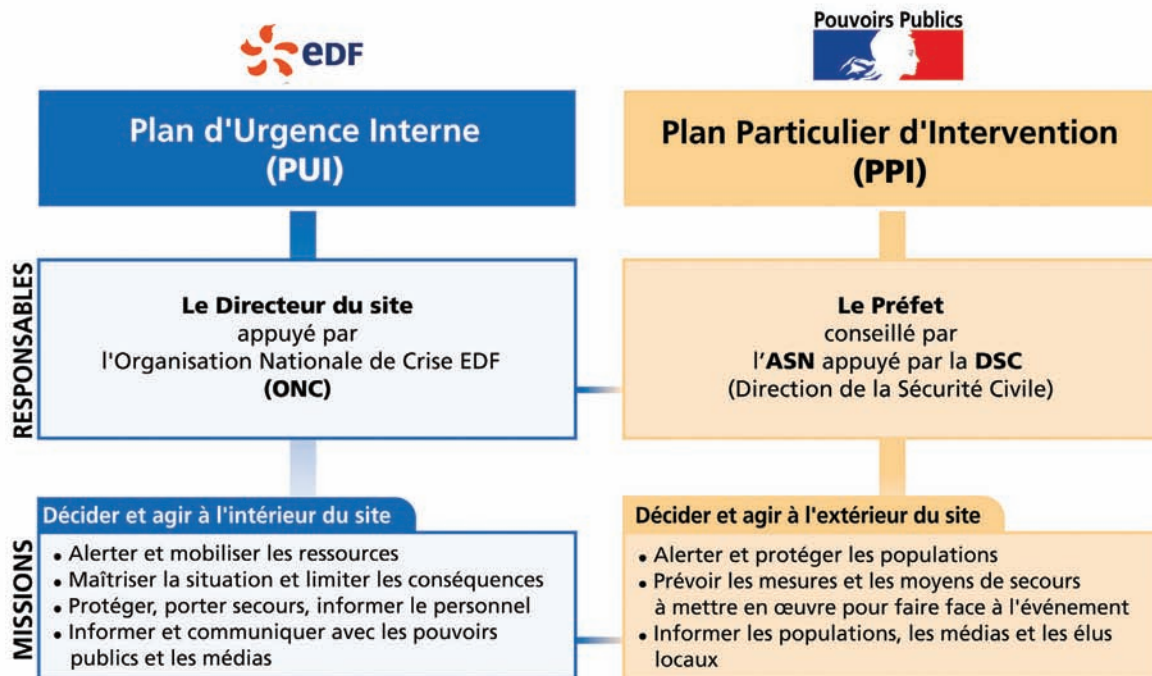 eDF
Pouvoirs Publics
Plan d'Urgence Interne
(PUI)
Plan Particulier d'Intervention
(PPI)
RESPONSABLES
Le Directeur du site
appuyé par
l'Organisation Nationale de Crise EDF
(ONC)
Le Préfet
conseillé par
l'ASN appuyé par la DSC
(Direction de la Sécurité Civile)
MISSIONS
Décider et agir à l'intérieur du site
• Alerter et mobiliser les ressources
• Maîtriser la situation et limiter les conséquences
• Protéger, porter secours, informer le personnel
• Informer et communiquer avec les pouvoirs
publics et les médias
Décider et agir à l'extérieur du site
• Alerter et protéger les populations
• Prévoir les mesures et les moyens de secours
à mettre en œuvre pour faire face à l'événement
• Informer les populations, les médias et les élus
locaux